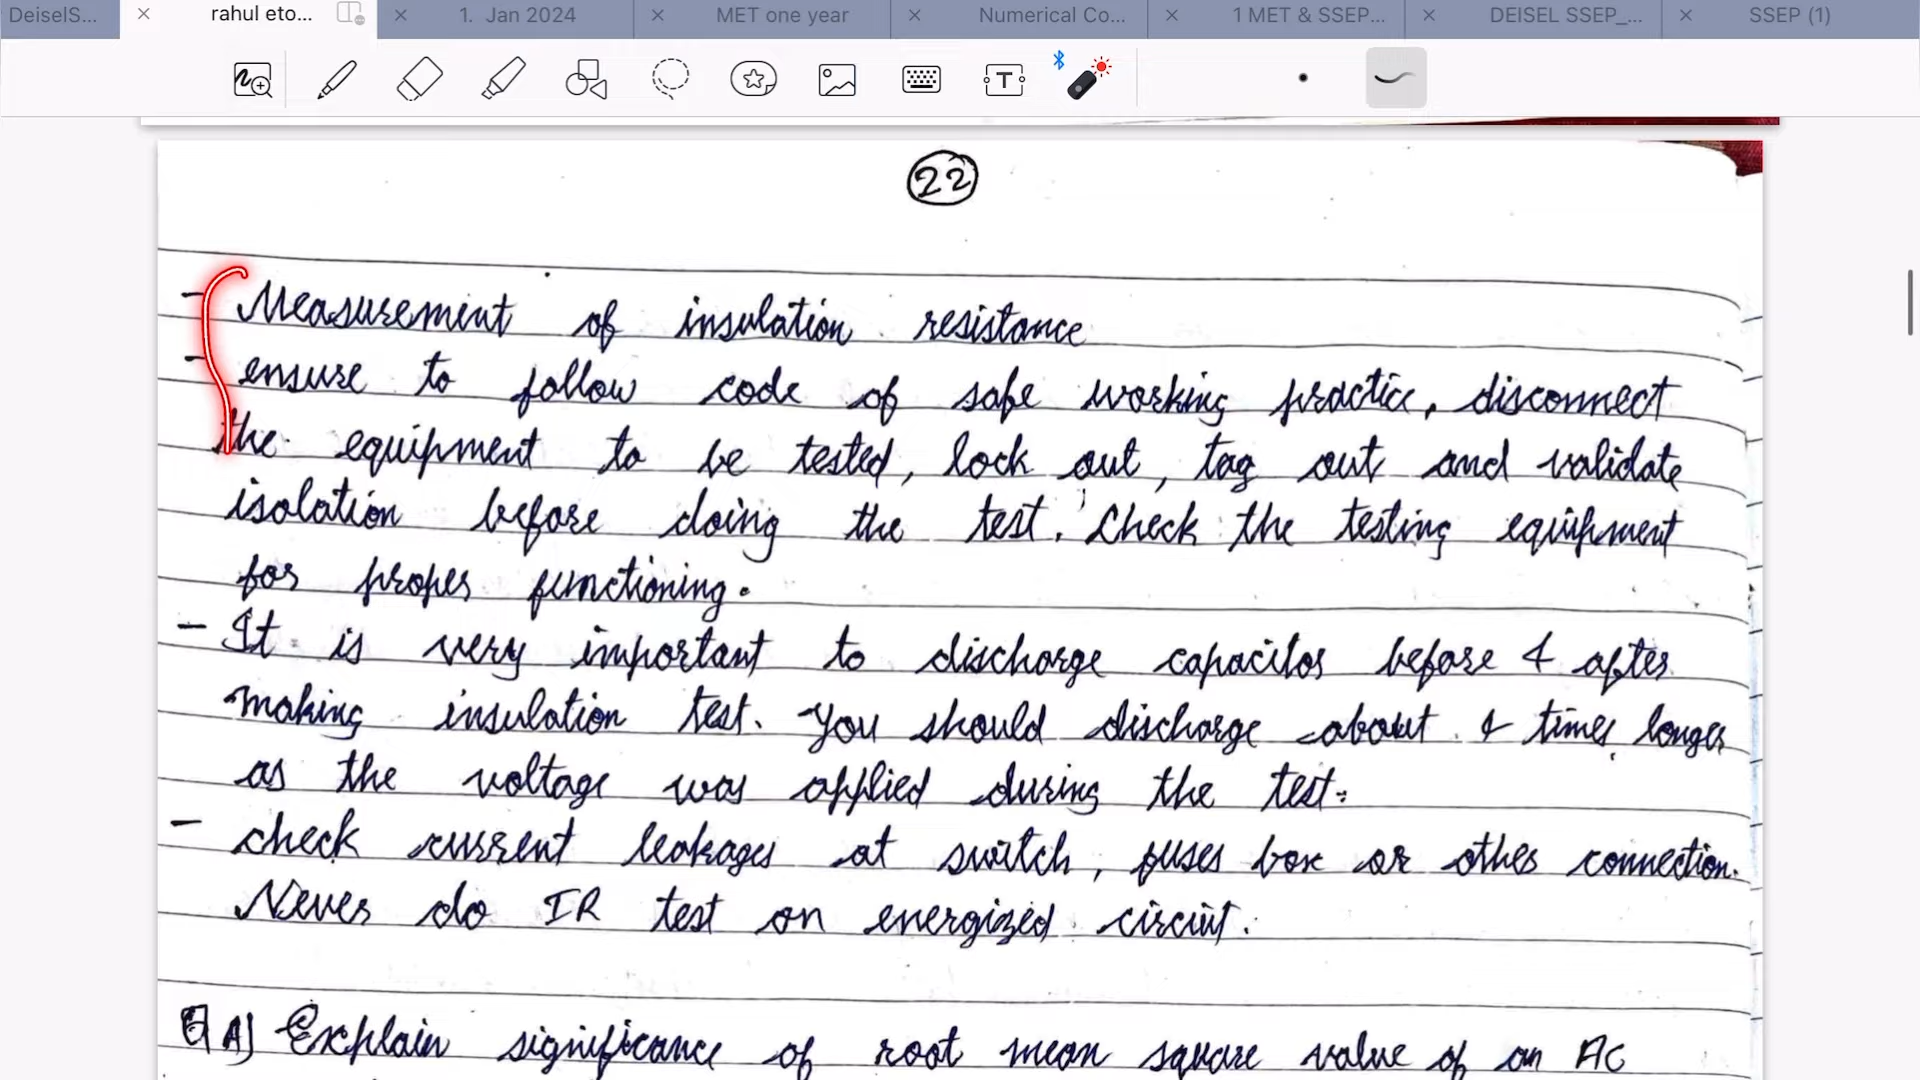 DeiselS...
rahul eto...
1. Jan 2024
MET one year
Numerical Co...
1 MET & SSEP...
DEISEL SSEP_...
SSEP (1)
22
- Measurement of insulation resistance
- ensure to follow code of safe working practice, disconnect
the equipment to be tested, lock out, tag out and validate
isolation before doing the test. Check the testing equipment
for proper functioning.
- It is very important to discharge capacitor before & after
making insulation test. You should discharge about 4 times longer
as the voltage was applied during the test.
- check current leakages at switch, fuses box or other connection.
Never do IR test on energized circuit.
Q A) Explain significance of root mean square value of an AC